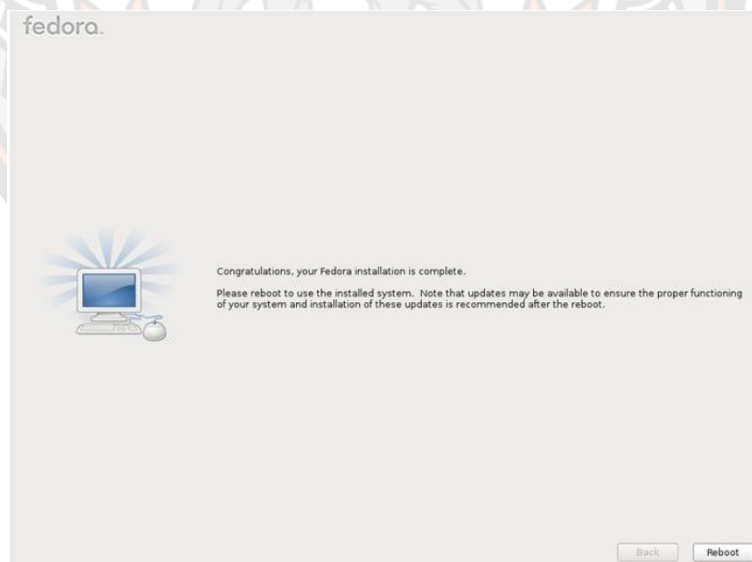 fedora.
Congratulations, your Fedora installation is complete.
Please reboot to use the installed system. Note that updates may be available to ensure the proper functioning
of your system and installation of these updates is recommended after the reboot.
Back
Reboot